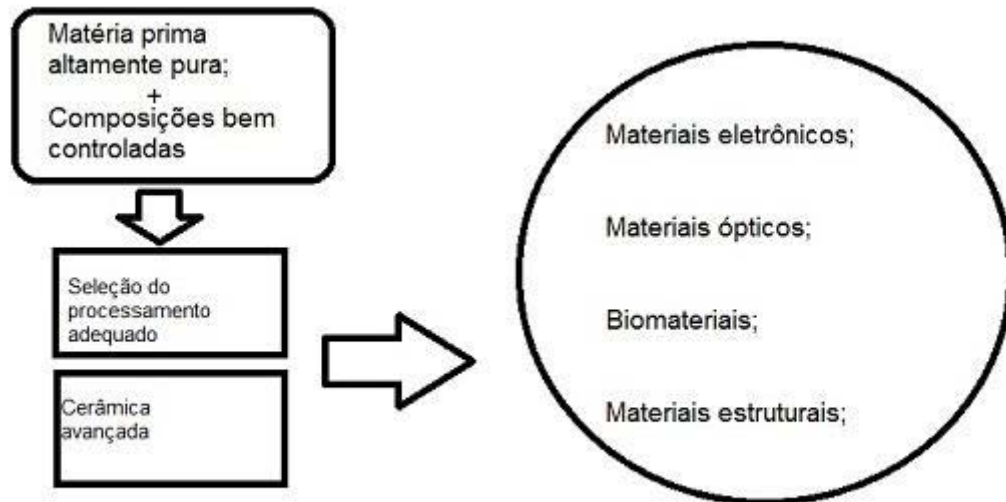 Matéria prima
altamente pura;
+
Composições bem
controladas
Seleção do
processamento
adequado
Cerâmica
avançada
Materiais eletrônicos;
Materiais ópticos;
Biomateriais;
Materiais estruturais;